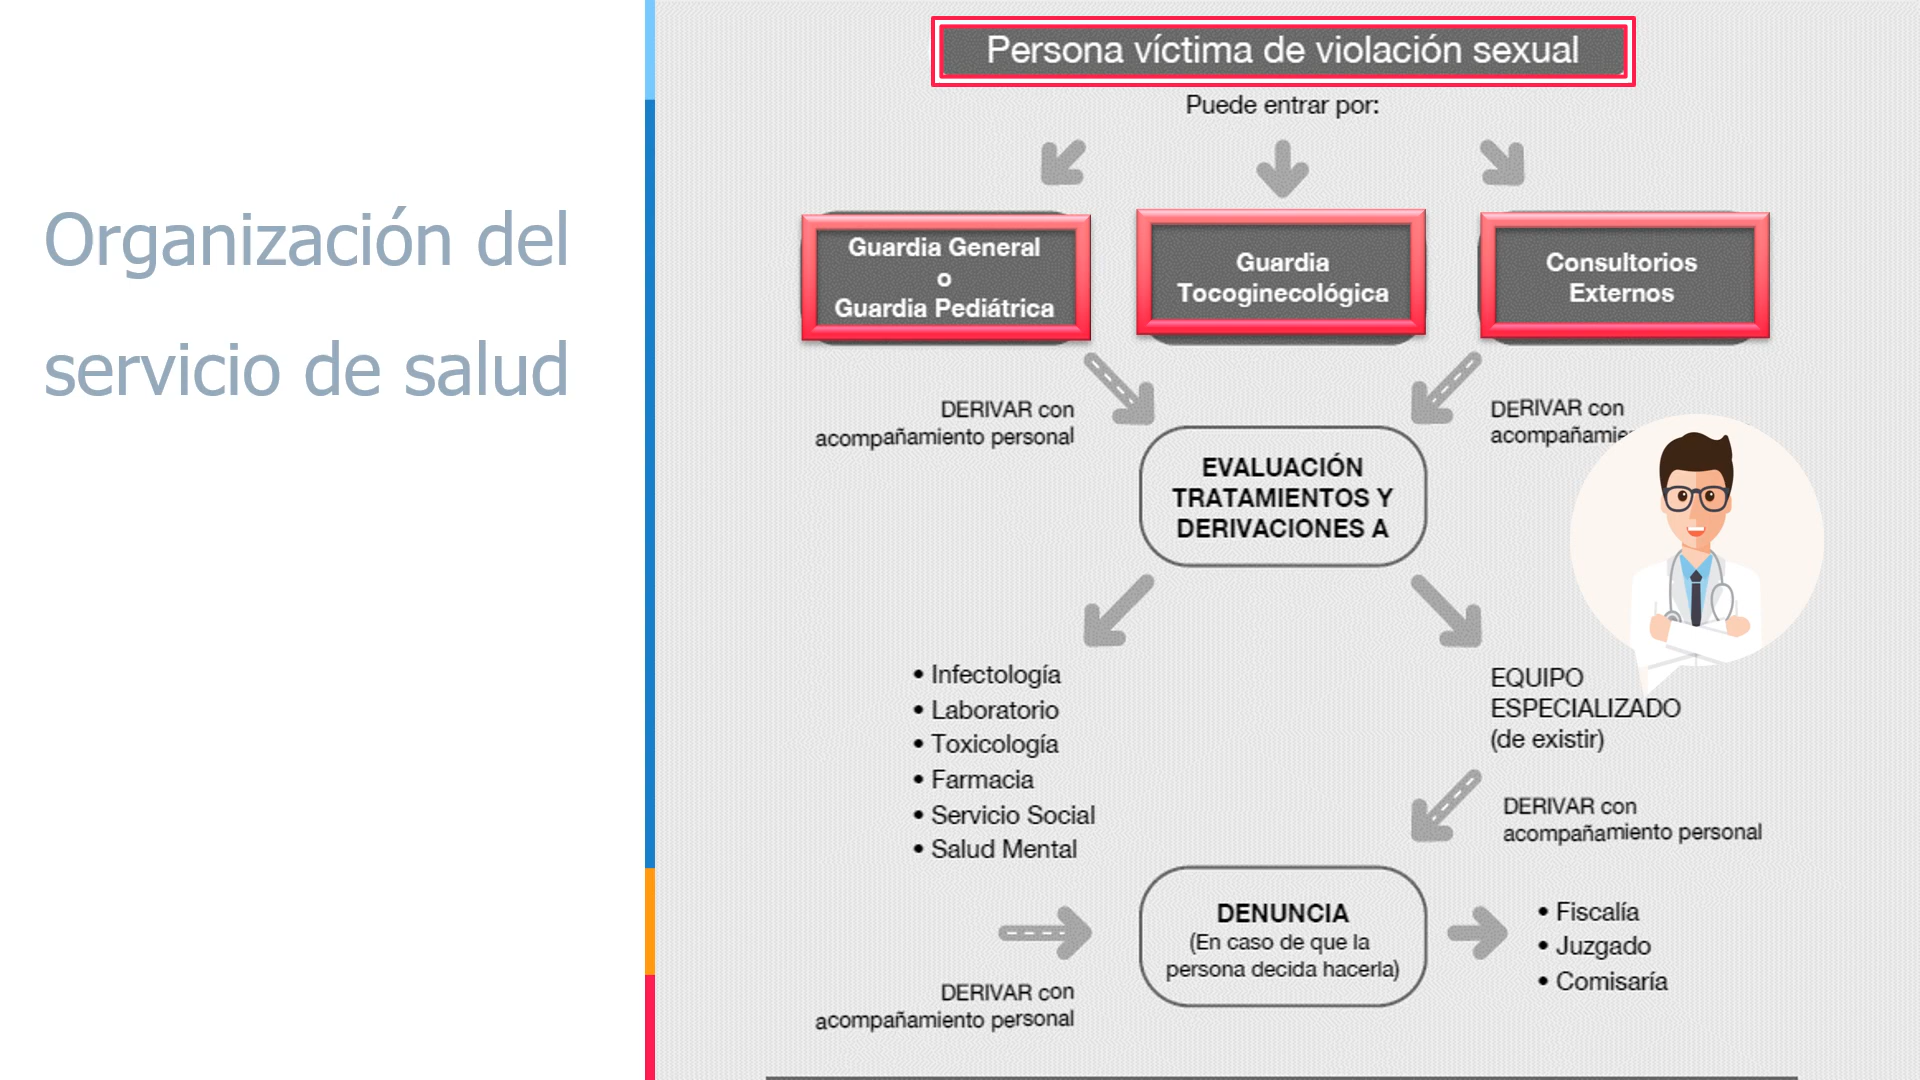 Organización del
servicio de salud
Persona víctima de violación sexual
Puede entrar por:
Guardia General
o
Guardia Pediátrica
Guardia
Tocoginecológica
Consultorios
Externos
DERIVAR con
acompañamiento personal
DERIVAR con
EVALUACIÓN
TRATAMIENTOS Y
DERIVACIONES A
• Infectología
• Laboratorio
• Toxicología
• Farmacia
• Servicio Social
• Salud Mental
EQUIPO
ESPECIALIZADO
(de existir)
DERIVAR con
acompañamiento personal
DENUNCIA
(En caso de que la
persona decida hacerla)
DERIVAR con
acompañamiento personal
• Fiscalía
• Juzgado
• Comisaría